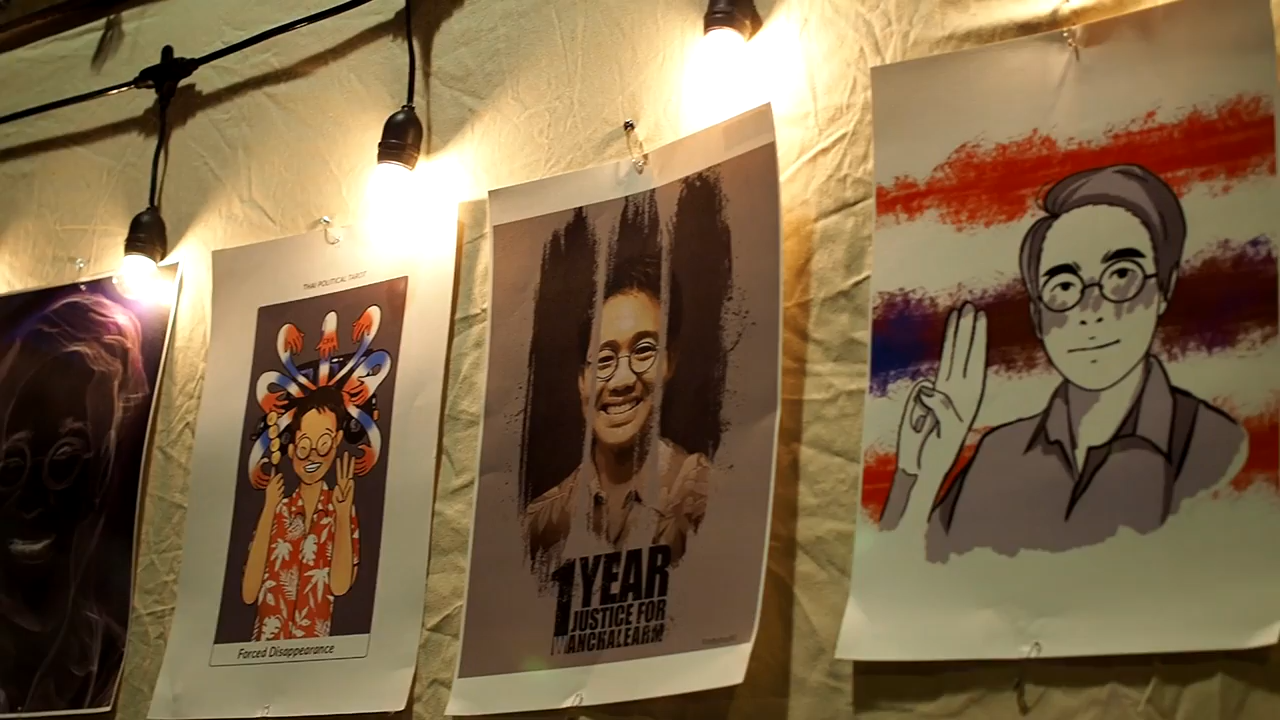 THAI POLITICAL TAROT
Forced Disappearance
1 YEAR
JUSTICE FOR
WANCHALEARM